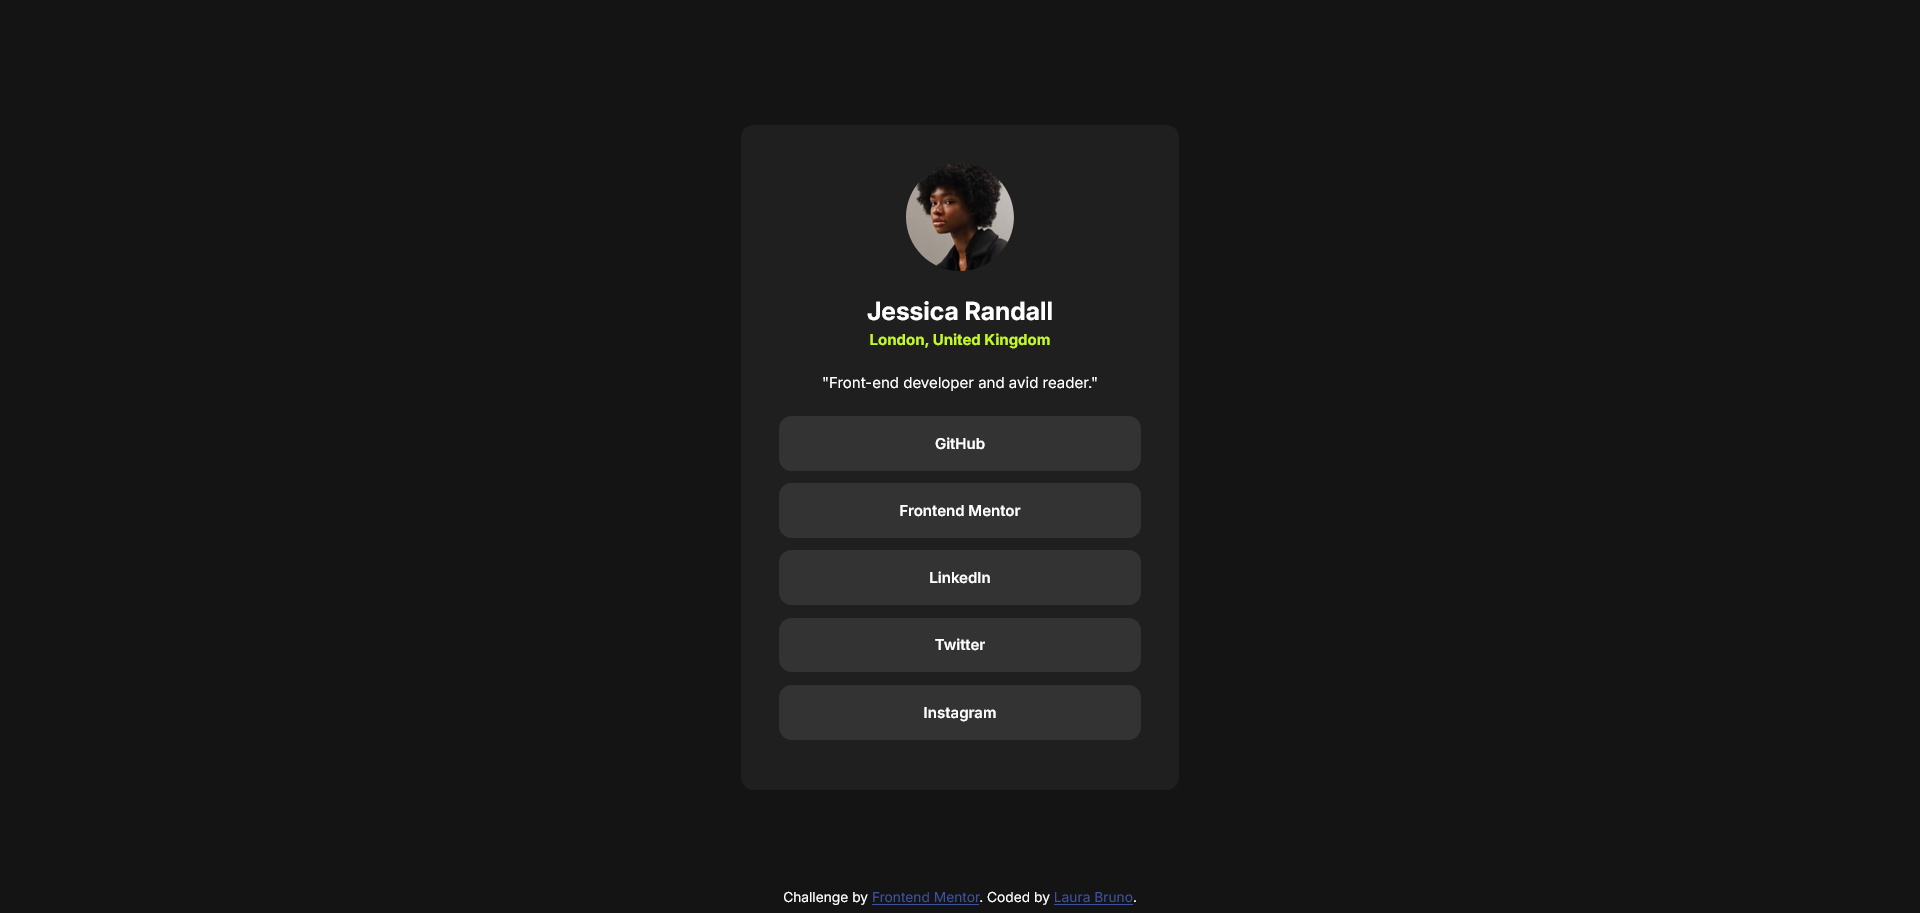 Jessica Randall
London, United Kingdom
"Front-end developer and avid reader."
GitHub
Frontend Mentor
LinkedIn
Twitter
Instagram
Challenge by Frontend Mentor. Coded by Laura Bruno.